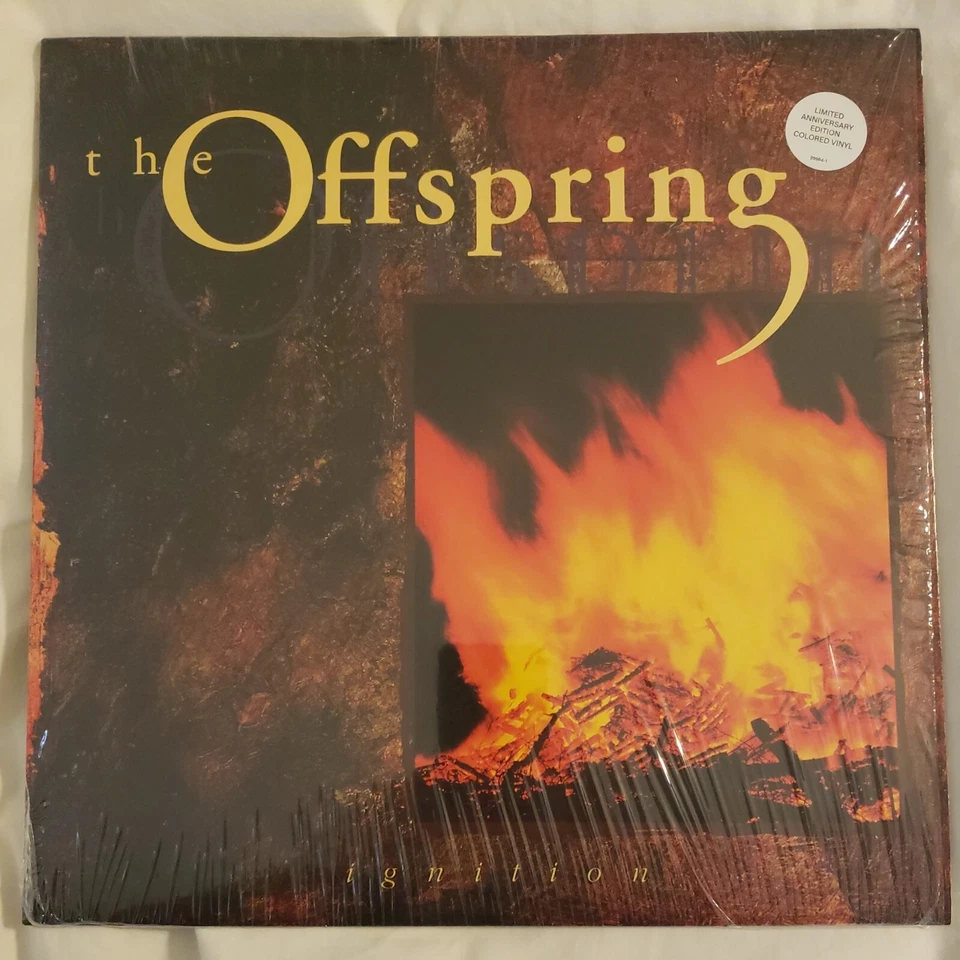 the Offspring
LIMITED
ANNIVERSARY
EDITION
COLORED VINYL
ignition